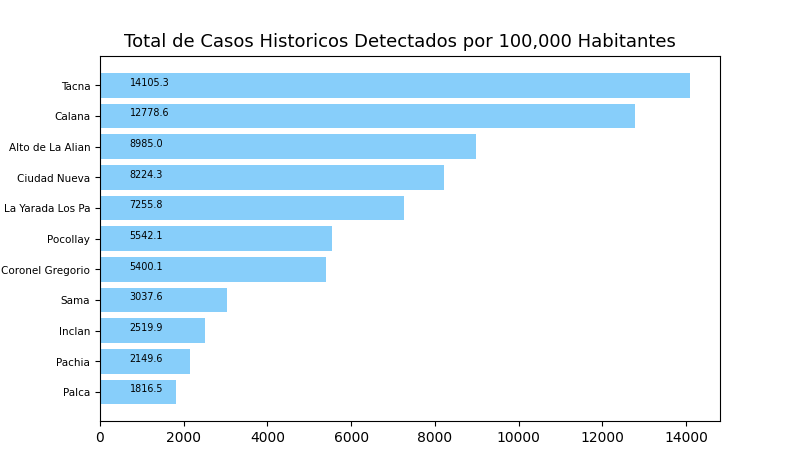 Total de Casos Historicos Detectados por 100,000 Habitantes
Tacna 14105.3
Calana 12778.6
Alto de La Alian 8985.0
Ciudad Nueva 8224.3
La Yarada Los Pa 7255.8
Pocollay 5542.1
Coronel Gregorio 5400.1
Sama 3037.6
Inclan 2519.9
Pachia 2149.6
Palca 1816.5
0 2000 4000 6000 8000 10000 12000 14000